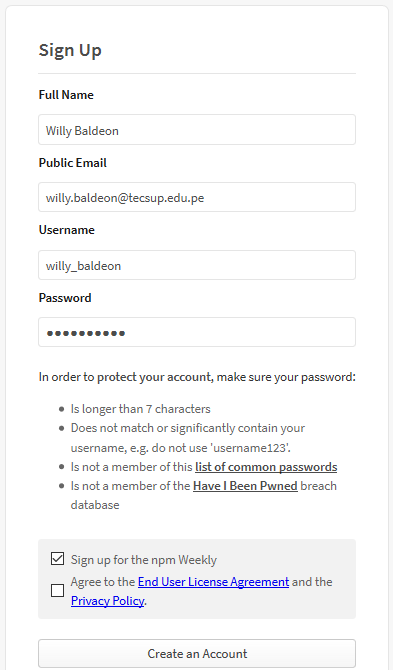 Sign Up
Full Name
Willy Baldeon
Public Email
willy.baldeon@tecsup.edu.pe
Username
willy_baldeon
Password
●●●●●●●●●●
In order to protect your account, make sure your password:
Is longer than 7 characters
Does not match or significantly contain your
username, e.g. do not use 'username123'.
Is not a member of this list of common passwords
Is not a member of the Have I Been Pwned breach
database
Sign up for the npm Weekly
Agree to the End User License Agreement and the
Privacy Policy.
Create an Account